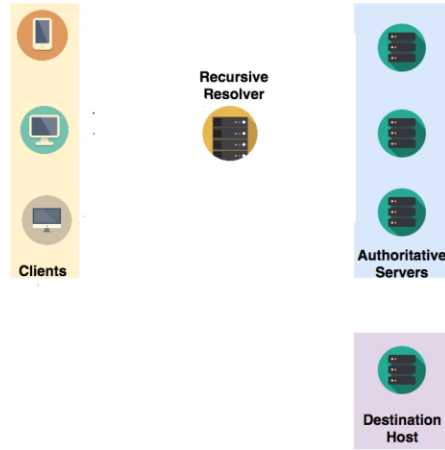 Recursive
Resolver
Clients
Authoritative
Servers
Destination
Host